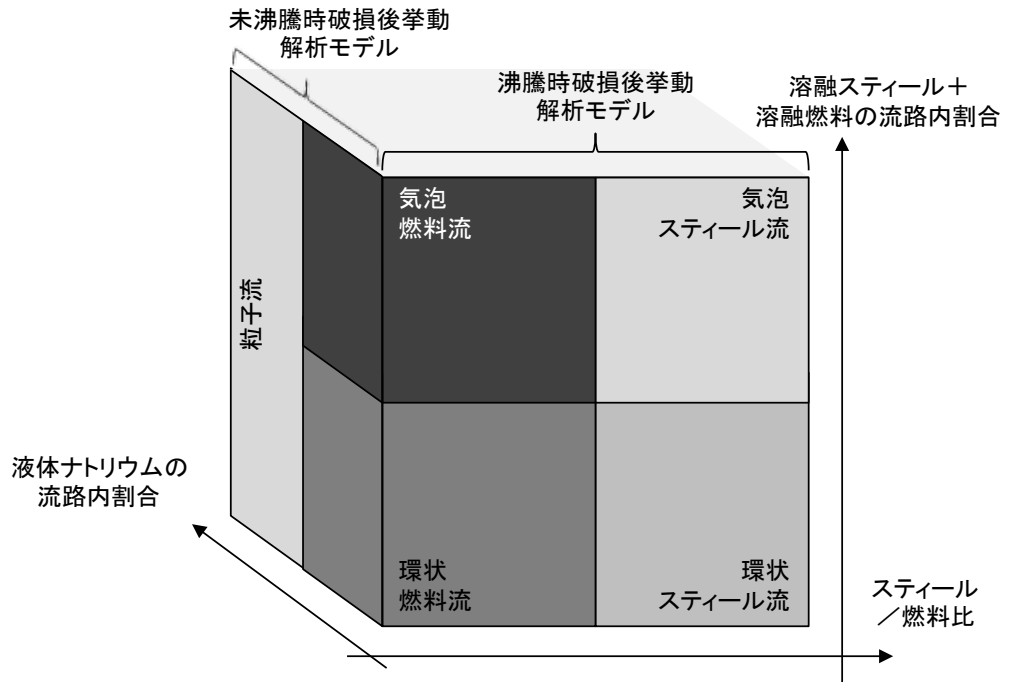 未沸騰時破損後挙動
解析モデル
沸騰時破損後挙動
解析モデル
溶融スティール＋
溶融燃料の流路内割合
気泡
燃料流
気泡
スティール流
粒子流
液体ナトリウムの
流路内割合
環状
燃料流
環状
スティール流
スティール
／燃料比